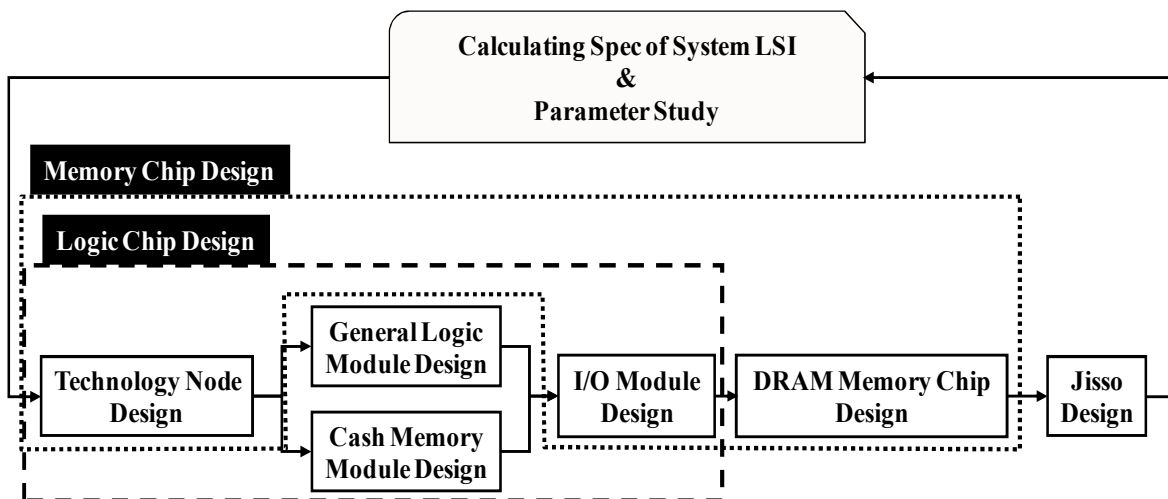 Calculating Spec of System LSI
&
Parameter Study
Memory Chip Design
Logic Chip Design
Technology Node
Design
General Logic
Module Design
Cash Memory
Module Design
I/O Module
Design
DRAM Memory Chip
Design
Jisso
Design